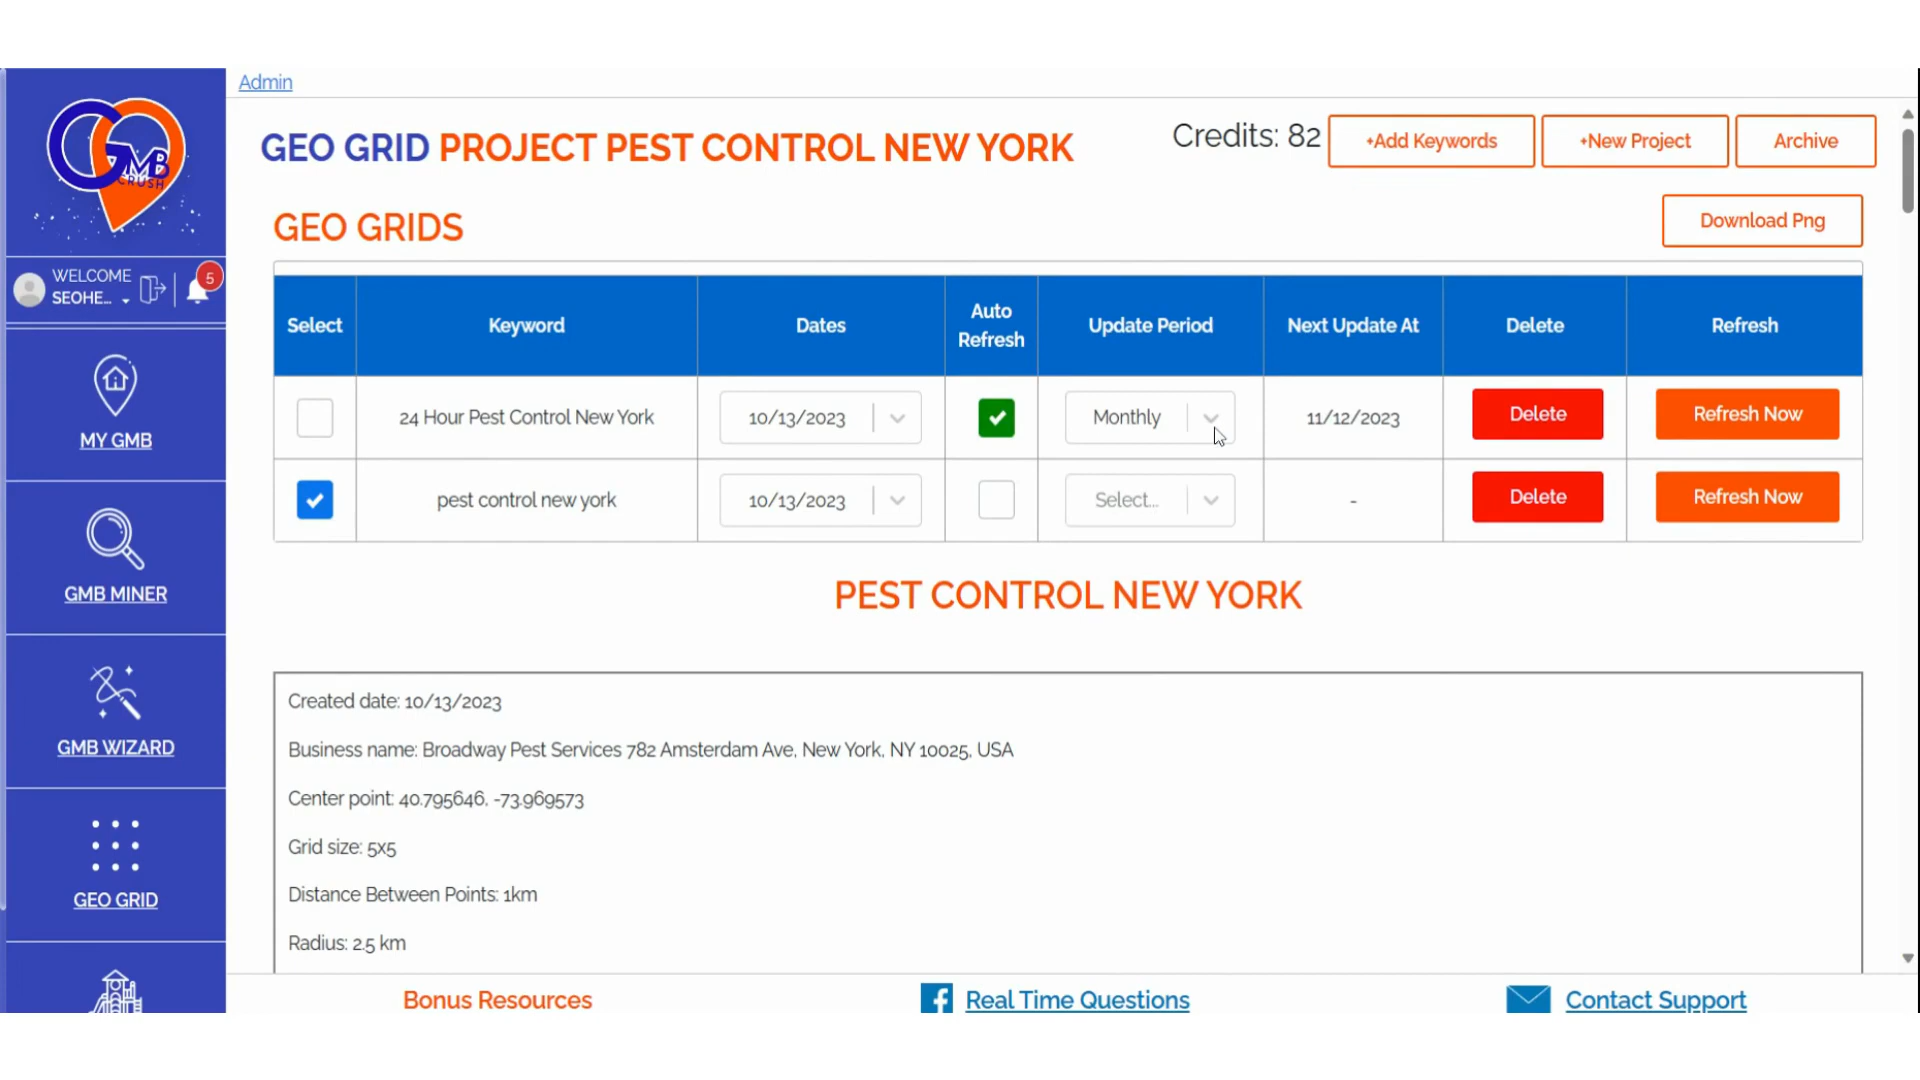 Admin
GMB
CRUSH
GEO GRID PROJECT PEST CONTROL NEW YORK
Credits: 82
+Add Keywords
+New Project
Archive
GEO GRIDS
Download Png
WELCOME
SEOHE...
5
Select
Keyword
Dates
Auto
Refresh
Update Period
Next Update At
Delete
Refresh
24 Hour Pest Control New York
10/13/2023
Monthly
11/12/2023
Delete
Refresh Now
pest control new york
10/13/2023
Select...
-
Delete
Refresh Now
MY GMB
GMB MINER
GMB WIZARD
GEO GRID
PEST CONTROL NEW YORK
Created date: 10/13/2023
Business name: Broadway Pest Services 782 Amsterdam Ave, New York, NY 10025, USA
Center point: 40.795646, -73.969573
Grid size: 5x5
Distance Between Points: 1km
Radius: 2.5 km
Bonus Resources
Real Time Questions
Contact Support